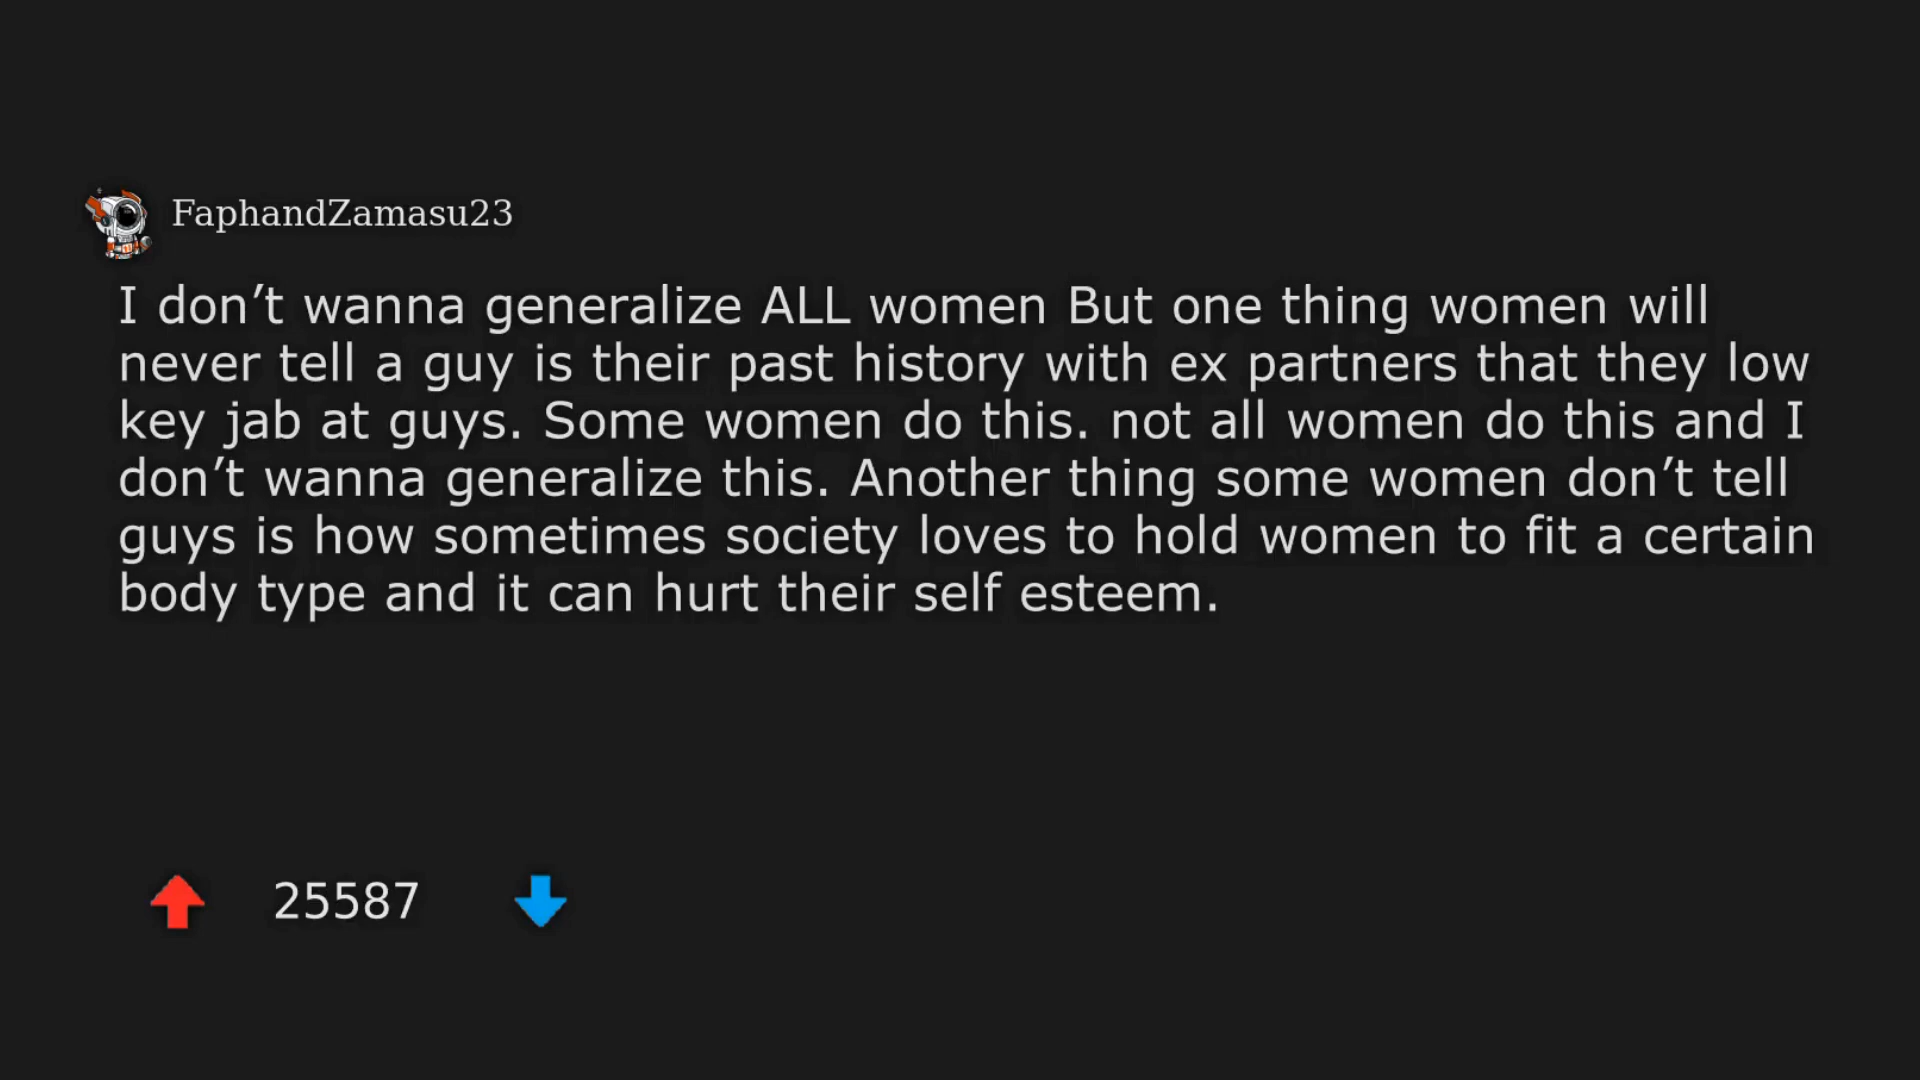 FaphandZamasu23
I don’t wanna generalize ALL women But one thing women will
never tell a guy is their past history with ex partners that they low
key jab at guys. Some women do this. not all women do this and I
don’t wanna generalize this. Another thing some women don’t tell
guys is how sometimes society loves to hold women to fit a certain
body type and it can hurt their self esteem.
25587